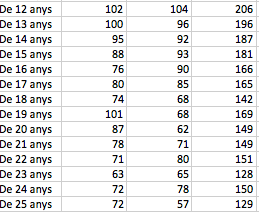 De 12 anys 102 104 206
De 13 anys 100 96 196
De 14 anys 95 92 187
De 15 anys 88 93 181
De 16 anys 76 90 166
De 17 anys 80 85 165
De 18 anys 74 68 142
De 19 anys 101 68 169
De 20 anys 87 62 149
De 21 anys 78 71 149
De 22 anys 71 80 151
De 23 anys 63 65 128
De 24 anys 72 78 150
De 25 anys 72 57 129